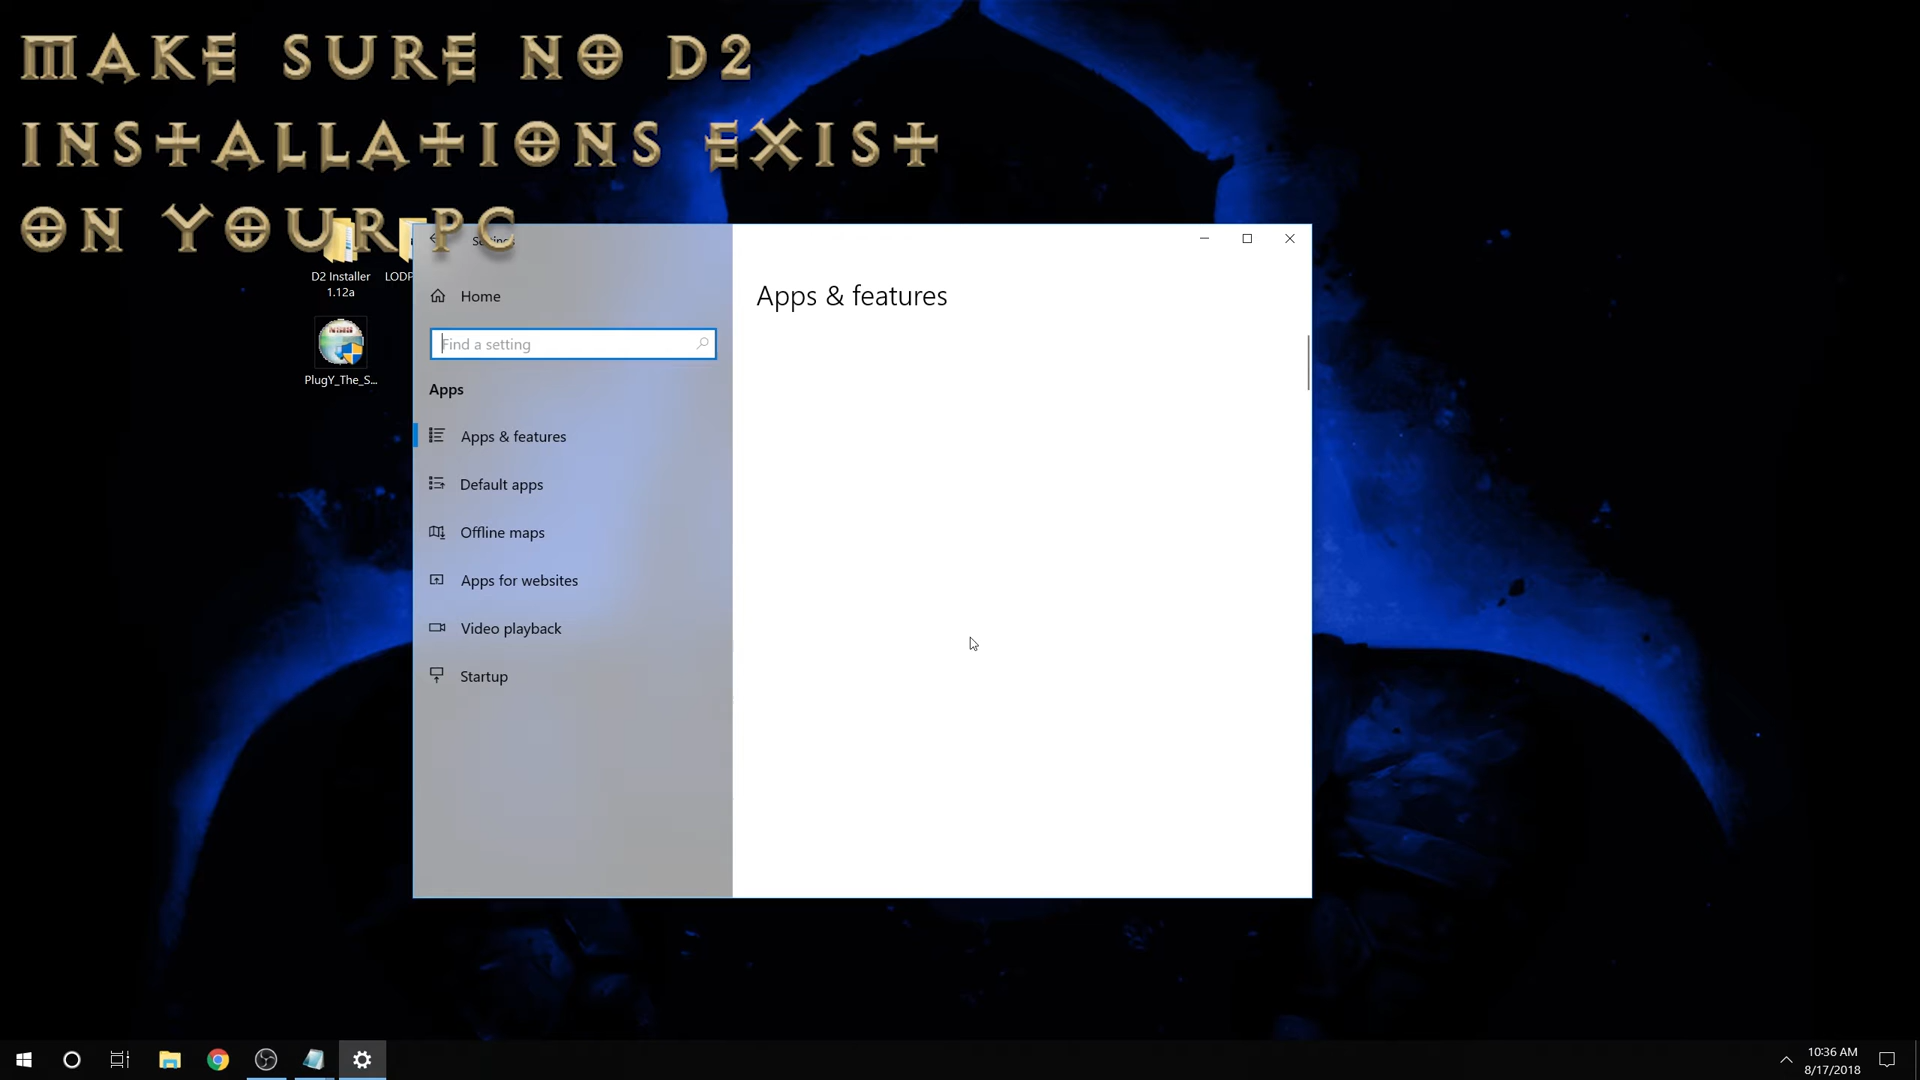 MAKE SURE NO D2
INSTALLATIONS EXIST
ON YOUR PC
Settings
D2 Installer
1.12a
LODP
PlugY_The_S...
Home
Find a setting
Apps
Apps & features
Default apps
Offline maps
Apps for websites
Video playback
Startup
Apps & features
10:36 AM
8/17/2018